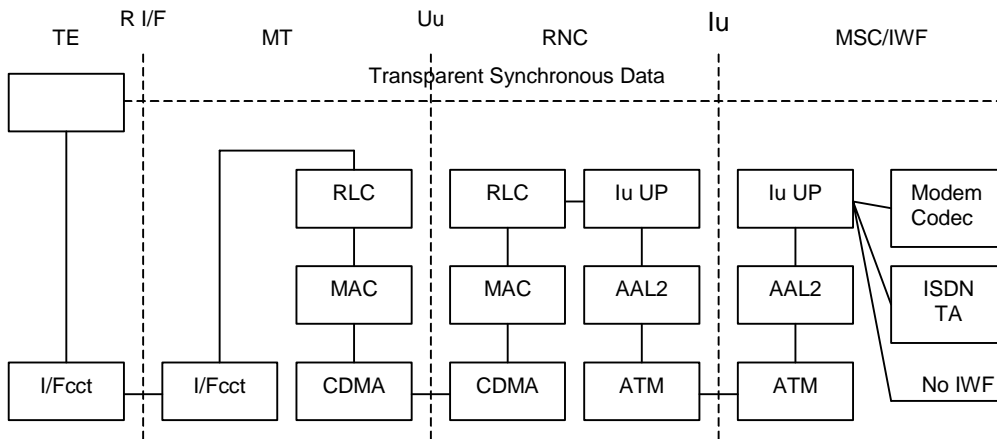 R I/F
Uu
Iu
TE
MT
RNC
MSC/IWF
Transparent Synchronous Data
RLC
RLC
Iu UP
Iu UP
Modem
Codec
MAC
MAC
AAL2
AAL2
ISDN
TA
I/Fcct
I/Fcct
CDMA
CDMA
ATM
ATM
No IWF